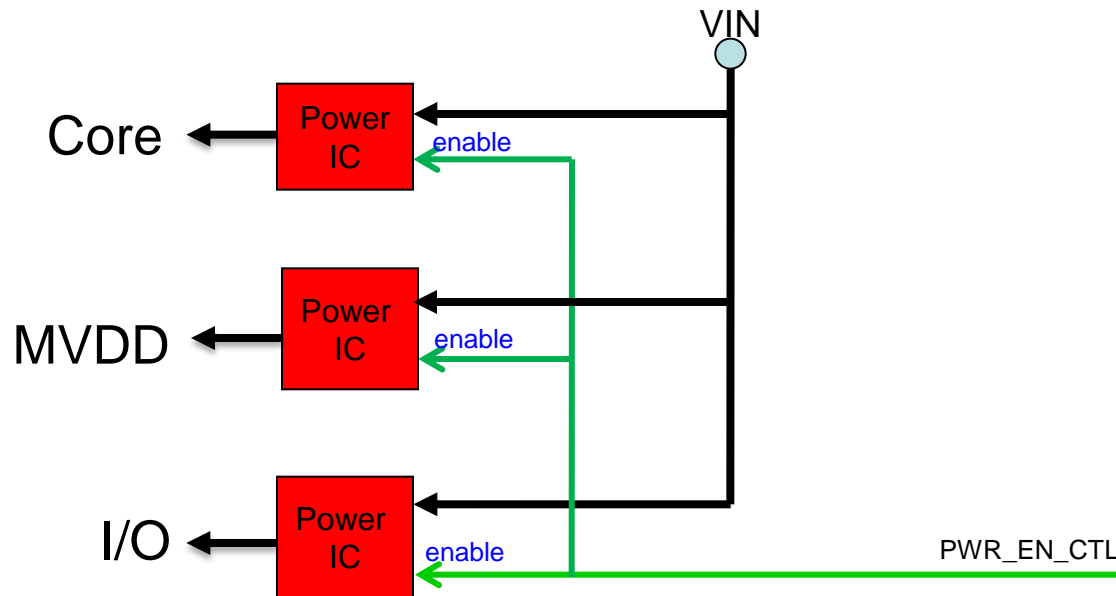 VIN
Core
Power
IC
enable
MVDD
Power
IC
enable
I/O
Power
IC
enable
PWR_EN_CTL